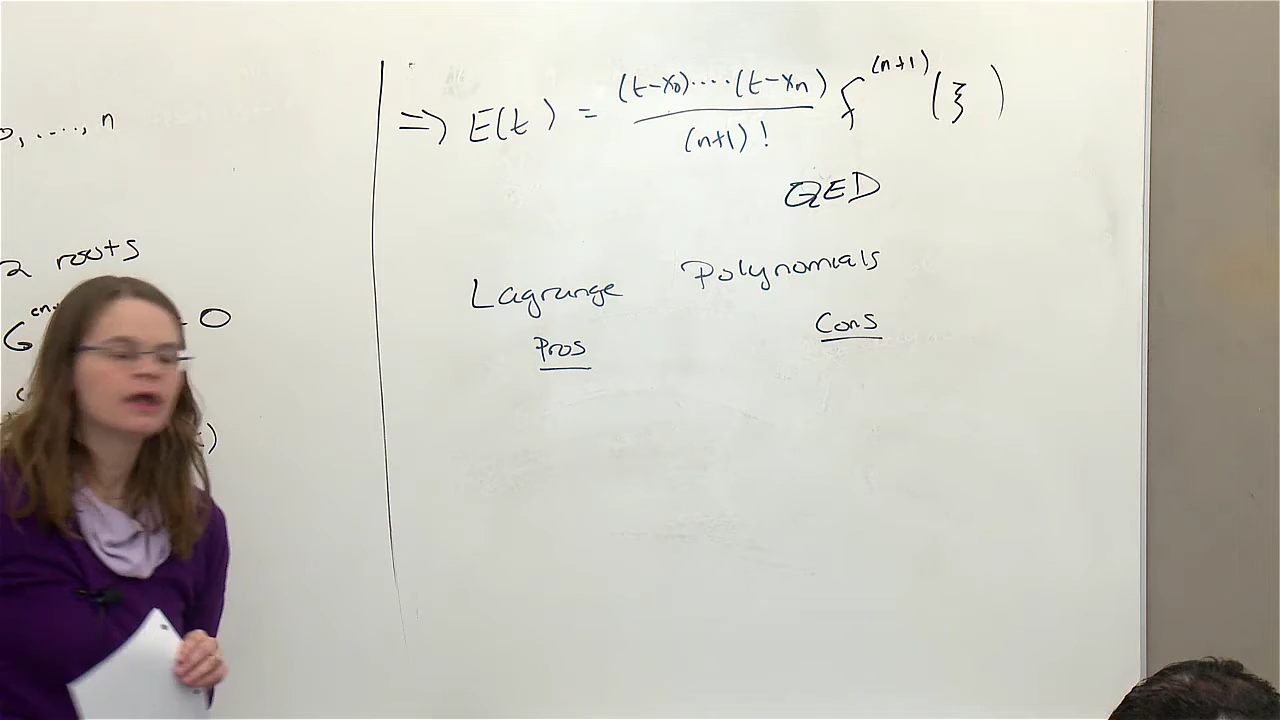 ,....., n
roots
0
=> E(t) = (t-x₀)....(t-xₙ) / (n+1)! f^(n+1) (ξ )
QED
Lagrange Polynomials
Pros Cons